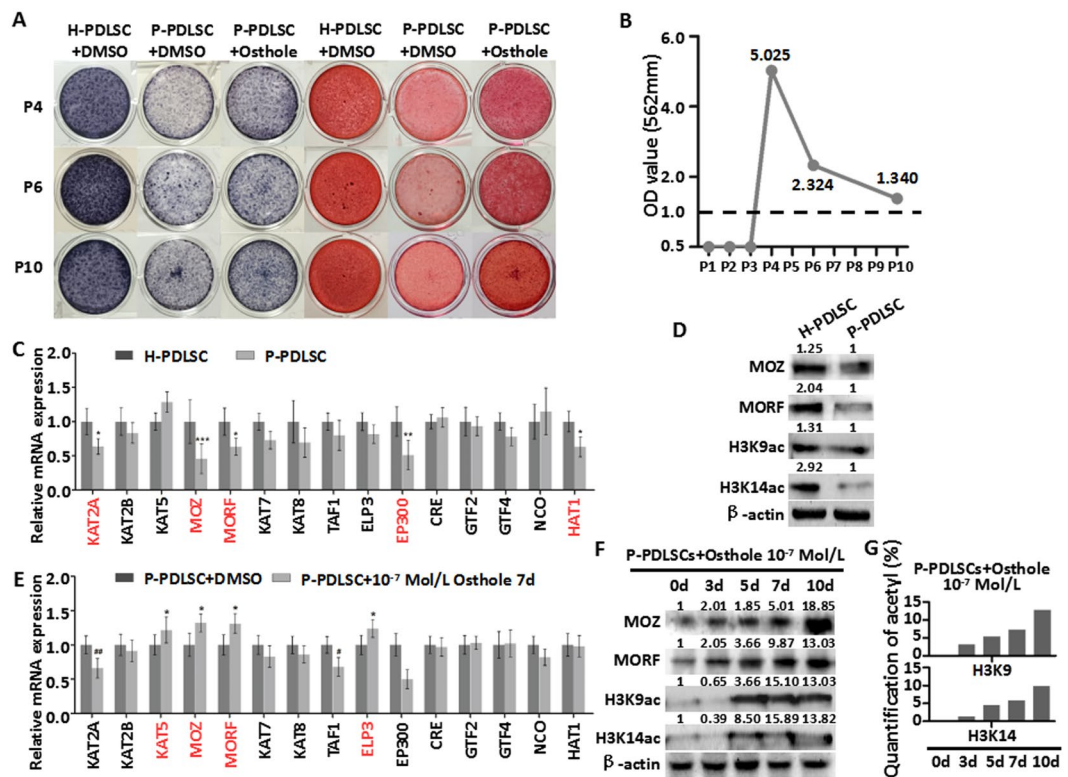 A
H-PDLSC P-PDLSC P-PDLSC H-PDLSC P-PDLSC P-PDLSC
+DMSO +DMSO +Osthole +DMSO +DMSO +Osthole
P4
P6
P10
B
OD value (562mm)
6.0
4.0
2.0
1.0
0.5
5.025
2.324
1.340
P1 P2 P3 P4 P5 P6 P7 P8 P9 P10
C
Relative mRNA expression
H-PDLSC P-PDLSC
2.0
1.5
1.0
0.5
0.0
* *** * ** *
KAT2A KAT2B KAT5 MOZ MORF KAT7 KAT8 TAF1 ELP3 EP300 CRE GTF2 GTF4 NCO HAT1
D
H-PDLSC P-PDLSC
1.25 1
MOZ
2.04 1
MORF
1.31 1
H3K9ac
2.92 1
H3K14ac
β-actin
E
Relative mRNA expression
P-PDLSC+DMSO P-PDLSC+10⁻⁷ Mol/L Osthole 7d
2.0
1.5
1.0
0.5
0.0
## * * * # *
KAT2A KAT2B KAT5 MOZ MORF KAT7 KAT8 TAF1 ELP3 EP300 CRE GTF2 GTF4 NCO HAT1
F
P-PDLSCs+Osthole 10⁻⁷ Mol/L
0d 3d 5d 7d 10d
1 2.01 1.85 5.01 18.85
MOZ
1 2.05 3.66 9.87 13.03
MORF
1 0.65 3.66 15.10 13.03
H3K9ac
1 0.39 8.50 15.89 13.82
H3K14ac
β-actin
G
Quantification of acetyl (%)
P-PDLSCs+Osthole
10⁻⁷ Mol/L
15
10
5
0
H3K9
15
10
5
0
H3K14
0d 3d 5d 7d 10d